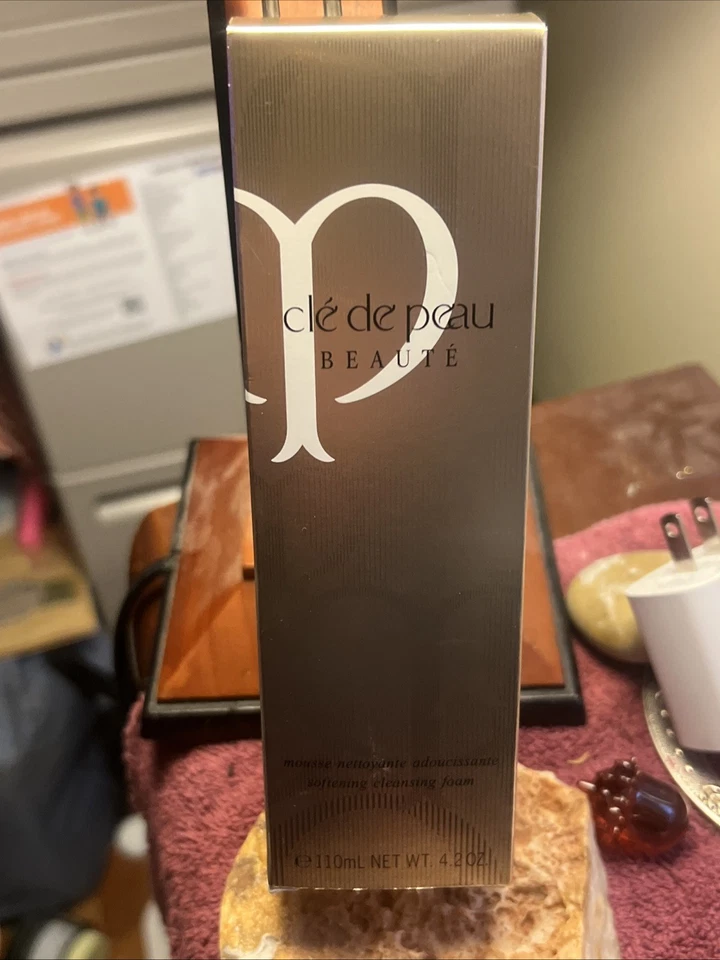 clé de peau
BEAUTÉ
mousse nettoyante adoucissante
softening cleansing foam
℮110mL NET WT. 4.2 OZ.